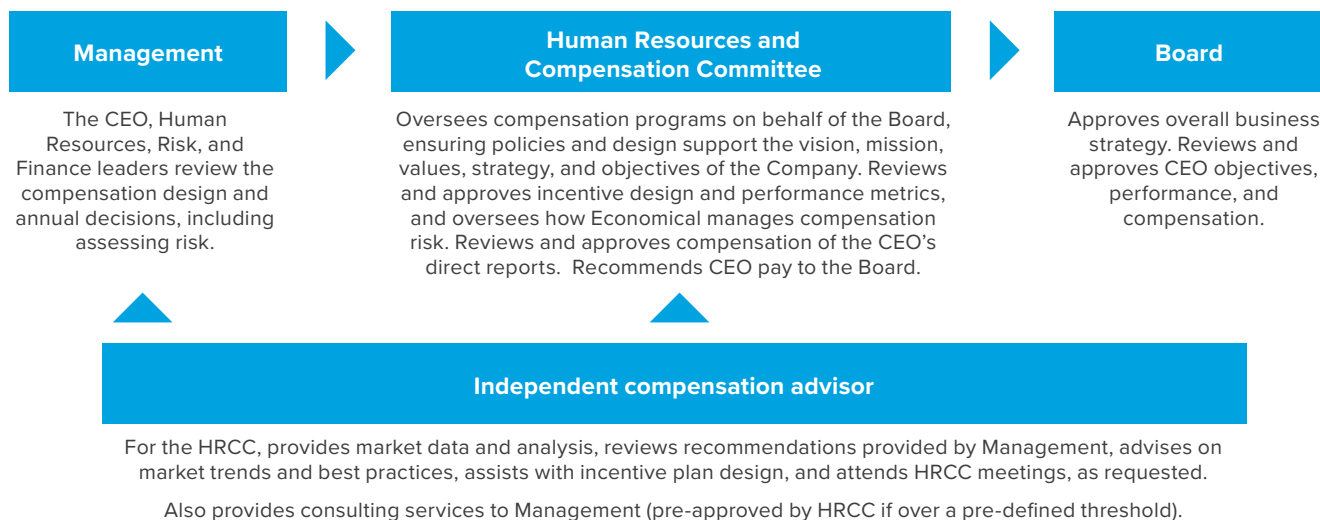 Management
The CEO, Human
Resources, Risk, and
Finance leaders review the
compensation design and
annual decisions, including
assessing risk.
Human Resources and
Compensation Committee
Oversees compensation programs on behalf of the Board,
ensuring policies and design support the vision, mission,
values, strategy, and objectives of the Company. Reviews
and approves incentive design and performance metrics,
and oversees how Economical manages compensation
risk. Reviews and approves compensation of the CEO’s
direct reports.  Recommends CEO pay to the Board.
Board
Approves overall business
strategy. Reviews and
approves CEO objectives,
performance, and
compensation.
Independent compensation advisor
For the HRCC, provides market data and analysis, reviews recommendations provided by Management, advises on
market trends and best practices, assists with incentive plan design, and attends HRCC meetings, as requested.
Also provides consulting services to Management (pre-approved by HRCC if over a pre-defined threshold).